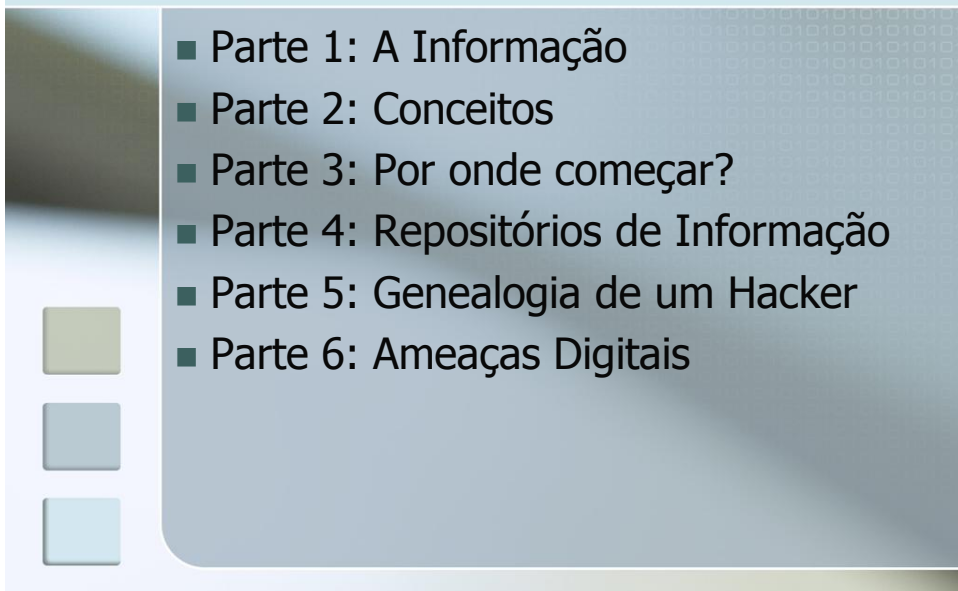 Parte 1: A Informação
Parte 2: Conceitos
Parte 3: Por onde começar?
Parte 4: Repositórios de Informação
Parte 5: Genealogia de um Hacker
Parte 6: Ameaças Digitais